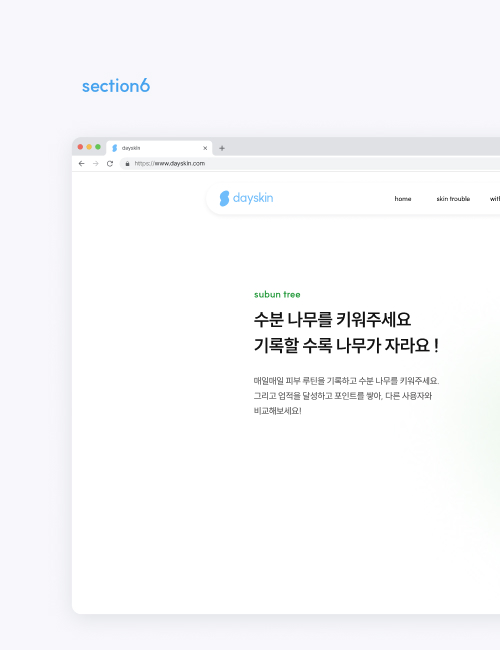 section6
dayskin
https://www.dayskin.com
dayskin
home
skin trouble
subun tree
수분 나무를 키워주세요
기록할 수록 나무가 자라요 !
매일매일 피부 루틴을 기록하고 수분 나무를 키워주세요.
그리고 업적을 달성하고 포인트를 쌓아, 다른 사용자와
비교해보세요!